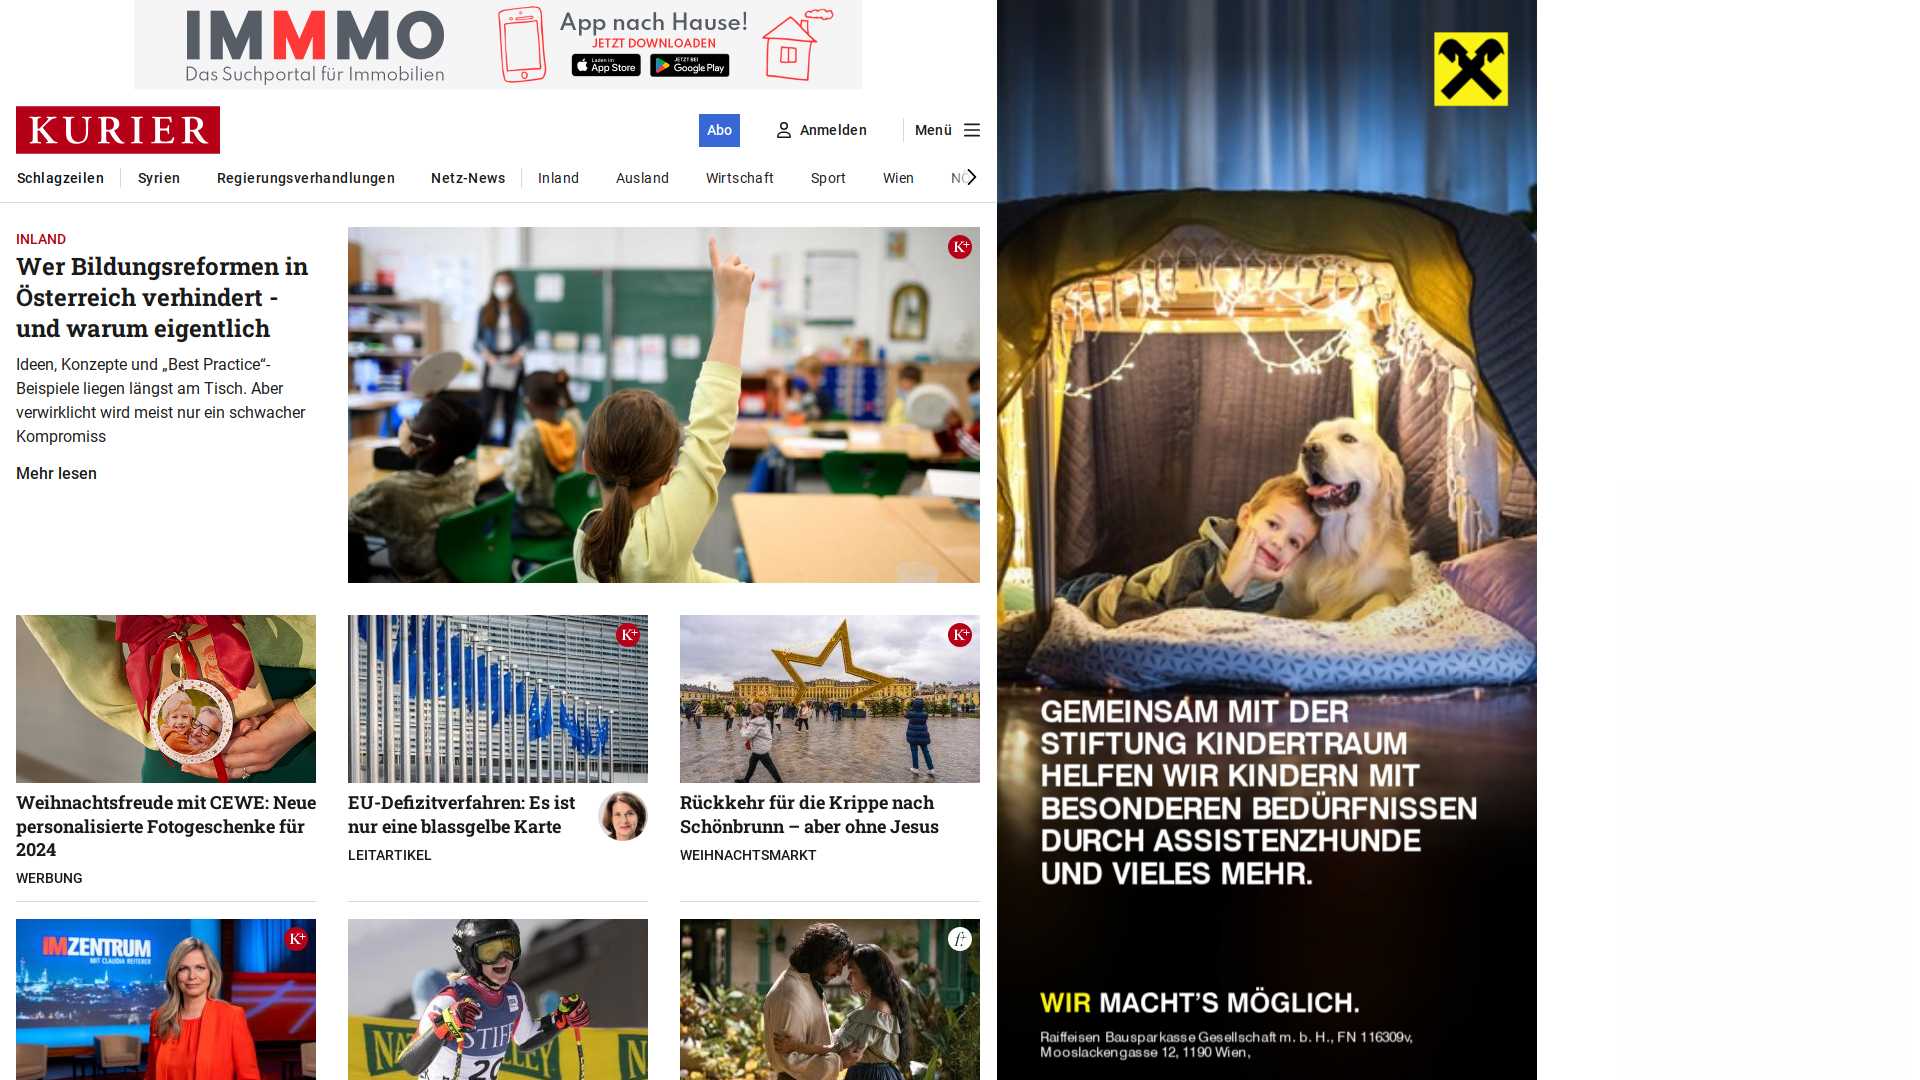 IMMMO
Das Suchportal für Immobilien
App nach Hause!
JETZT DOWNLOADEN
Laden im
App Store
JETZT BEI
Google Play
KURIER
Abo
Anmelden
Menü
Schlagzeilen
Syrien
Regierungsverhandlungen
Netz-News
Inland
Ausland
Wirtschaft
Sport
Wien
INLAND
Wer Bildungsreformen in
Österreich verhindert -
und warum eigentlich
Ideen, Konzepte und „Best Practice“-
Beispiele liegen längst am Tisch. Aber
verwirklicht wird meist nur ein schwacher
Kompromiss
Mehr lesen
K+
K+
K+
Weihnachtsfreude mit CEWE: Neue
personalisierte Fotogeschenke für
2024
WERBUNG
EU-Defizitverfahren: Es ist
nur eine blassgelbe Karte
LEITARTIKEL
Rückkehr für die Krippe nach
Schönbrunn – aber ohne Jesus
WEIHNACHTSMARKT
IMZENTRUM
MIT CLAUDIA REITERER
K+
STIFEL
20
f+
GEMEINSAM MIT DER
STIFTUNG KINDERTRAUM
HELFEN WIR KINDERN MIT
BESONDEREN BEDÜRFNISSEN
DURCH ASSISTENZHUNDE
UND VIELES MEHR.
WIR MACHT’S MÖGLICH.
Raiffeisen Bausparkasse Gesellschaft m. b. H., FN 116309v,
Mooslackengasse 12, 1190 Wien,